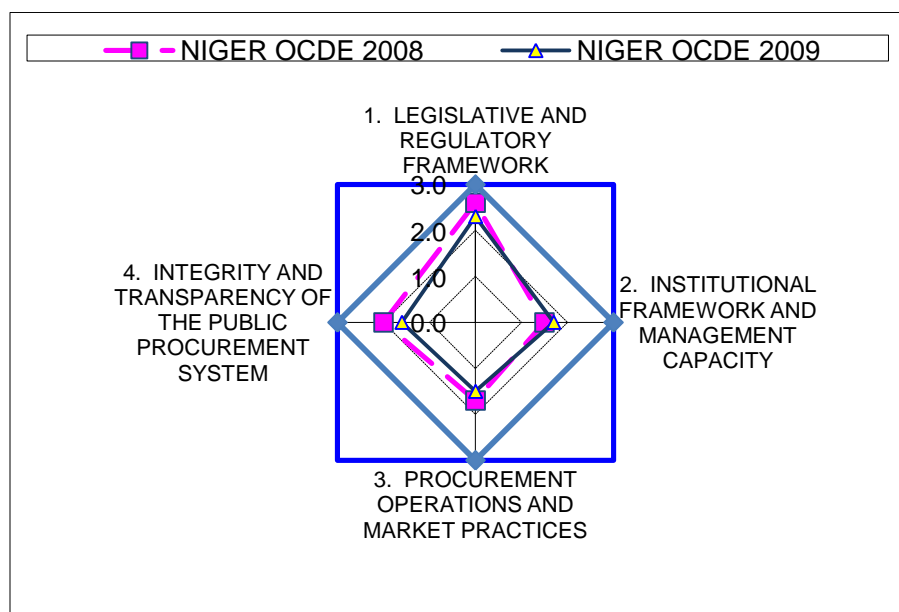 NIGER OCDE 2008 NIGER OCDE 2009
1. LEGISLATIVE AND
REGULATORY
FRAMEWORK
3.0
2.0
1.0
0.0
2. INSTITUTIONAL
FRAMEWORK AND
MANAGEMENT
CAPACITY
3. PROCUREMENT
OPERATIONS AND
MARKET PRACTICES
4. INTEGRITY AND
TRANSPARENCY OF
THE PUBLIC
PROCUREMENT
SYSTEM